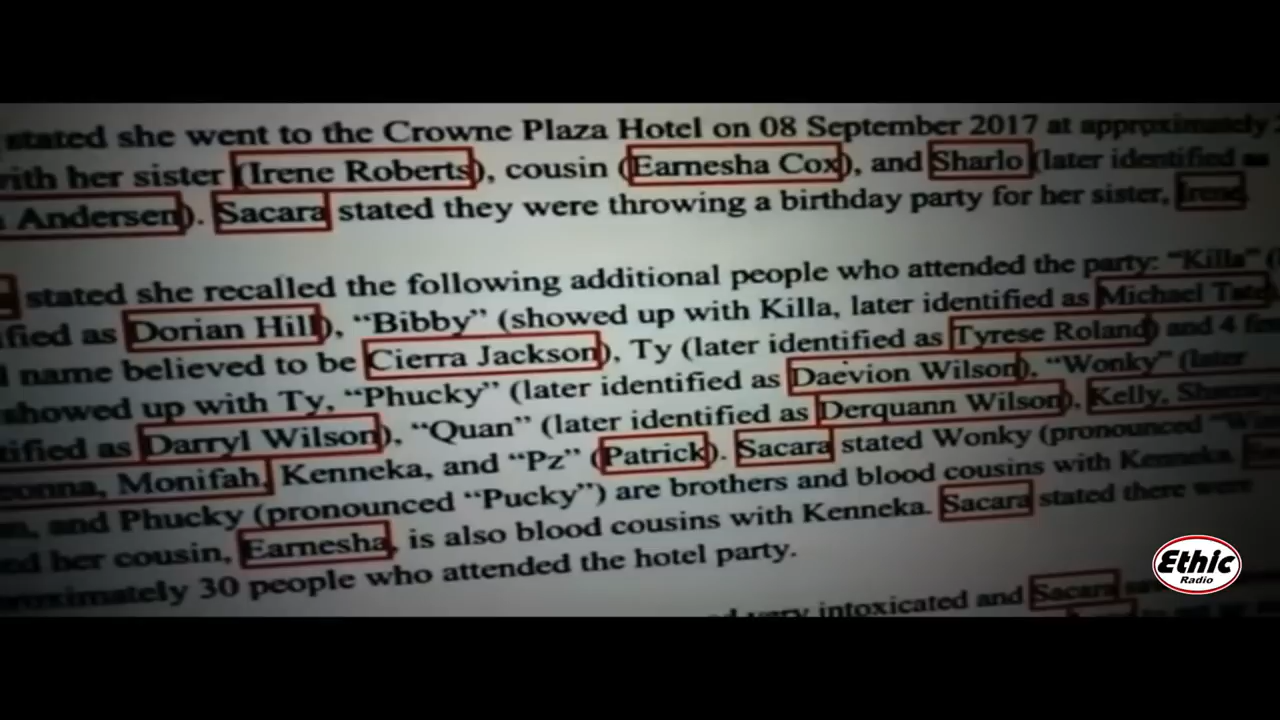 stated she went to the Crowne Plaza Hotel on 08 September 2017 at approximately
with her sister (Irene Roberts), cousin (Earnesha Cox), and Sharlo (later identified as
Andersen). Sacara stated they were throwing a birthday party for her sister, Irene.
stated she recalled the following additional people who attended the party: “Killa” (
ified as Dorian Hill), “Bibby” (showed up with Killa, later identified as Michael Tate
name believed to be Cierra Jackson), Ty (later identified as Tyrese Roland) and 4
showed up with Ty, “Phucky” (later identified as Daevion Wilson), “Wonky” (later
tified as Darryl Wilson), “Quan” (later identified as Derquann Wilson), Kelly,
onna, Monifah, Kenneka, and “Pz” (Patrick). Sacara stated Wonky (pronounced
and Phucky (pronounced “Pucky”) are brothers and blood cousins with Kenneka.
her cousin, Earnesha, is also blood cousins with Kenneka. Sacara stated there were
approximately 30 people who attended the hotel party.
very intoxicated and Sacara
Ethic
Radio